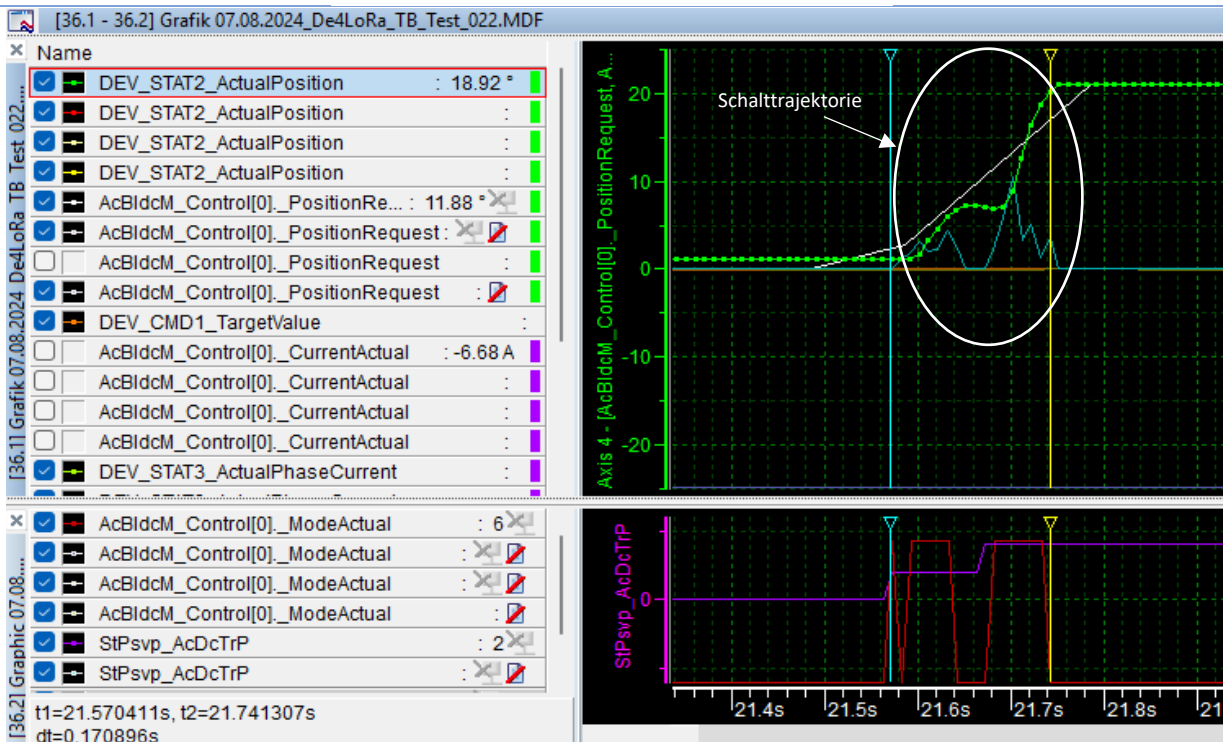 [36.1 - 36.2] Grafik 07.08.2024_De4LoRa_TB_Test_022.MDF
Name
DEV_STAT2_ActualPosition : 18.92 °
DEV_STAT2_ActualPosition :
DEV_STAT2_ActualPosition :
DEV_STAT2_ActualPosition :
AcBldcM_Control[0]._PositionRe... : 11.88 °
AcBldcM_Control[0]._PositionRequest :
AcBldcM_Control[0]._PositionRequest :
AcBldcM_Control[0]._PositionRequest :
DEV_CMD1_TargetValue :
AcBldcM_Control[0]._CurrentActual : -6.68 A
AcBldcM_Control[0]._CurrentActual :
AcBldcM_Control[0]._CurrentActual :
AcBldcM_Control[0]._CurrentActual :
DEV_STAT3_ActualPhaseCurrent :
[36.1] Grafik 07.08.2024 De4LoRa TB Test 022....
Axis 4 - [AcBldcM_Control[0]._PositionRequest, A...
20
10
0
-10
-20
Schalttrajektorie
AcBldcM_Control[0]._ModeActual : 6
AcBldcM_Control[0]._ModeActual :
AcBldcM_Control[0]._ModeActual :
AcBldcM_Control[0]._ModeActual :
StPsvp_AcDcTrP : 2
StPsvp_AcDcTrP :
[36.2] Graphic 07.08....
StPsvp_AcDcTrP
0
21.4s 21.5s 21.6s 21.7s 21.8s 21
t1=21.570411s, t2=21.741307s
dt=0.170896s